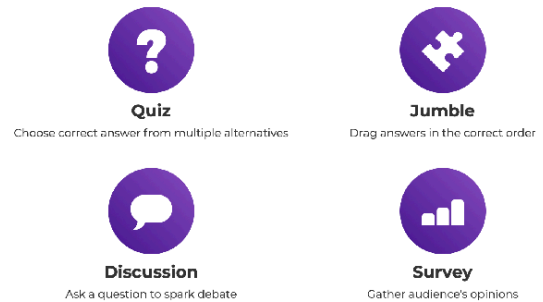 Quiz
Choose correct answer from multiple alternatives
Jumble
Drag answers in the correct order
Discussion
Ask a question to spark debate
Survey
Gather audience's opinions